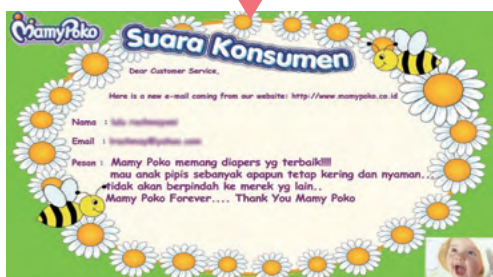 MamyPoko
Suara Konsumen
Dear Customer Service,
Here is a new e-mail coming from our website: http://www.mamypoko.co.id
Nama :
Email :
Pesan : Mamy Poko memang diapers yg terbaik!!!!
mau anak pipis sebanyak apapun tetap kering dan nyaman..
tidak akan berpindah ke merek yg lain..
Mamy Poko Forever.... Thank You Mamy Poko